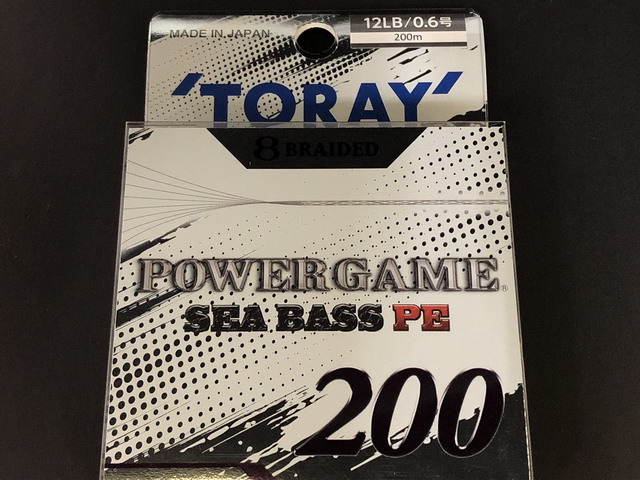 MADE IN JAPAN
12LB/0.6号
200m
'TORAY'
8 BRAIDED
POWERGAME®
SEA BASS PE
200